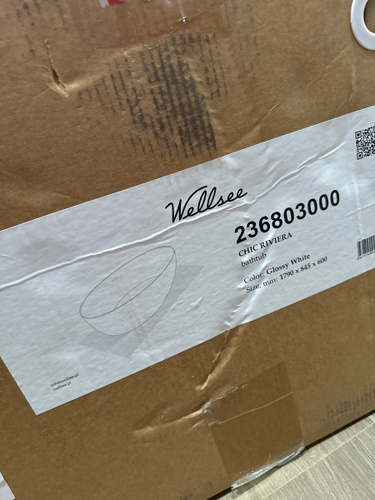 Wellsee
236803000
CHIC RIVIERA
bathtub
Color: Glossy White
Size, mm: 1790 x 845 x 600